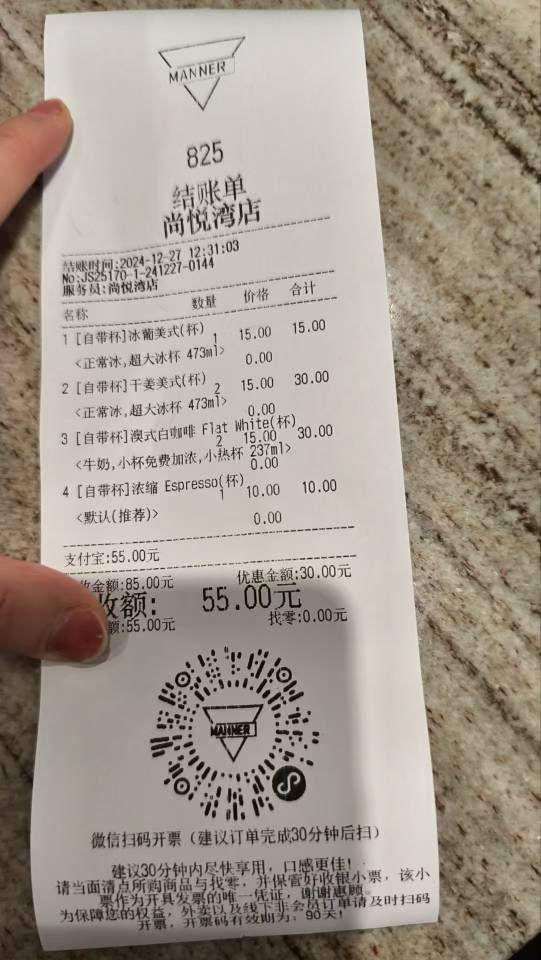 MANNER
825
结账单
尚悦湾店
结账时间:2024-12-27 12:31:03
No:JS25170-1-241227-0144
服务员:尚悦湾店
名称 数量 价格 合计
1 [自带杯]冰葡美式(杯) 1 15.00 15.00
<正常冰,超大冰杯 473ml> 0.00
2 [自带杯]干姜美式(杯) 2 15.00 30.00
<正常冰,超大冰杯 473ml> 0.00
3 [自带杯]澳式白咖啡 Flat White(杯)
2 15.00 30.00
<牛奶,小杯免费加浓,小热杯 237ml>
0.00
4 [自带杯]浓缩 Espresso(杯) 1 10.00 10.00
<默认(推荐)> 0.00
支付宝:55.00元
金额:85.00元 优惠金额:30.00元
收额: 55.00元
额:55.00元 找零:0.00元
MANNER
微信扫码开票（建议订单完成30分钟后扫）
建议30分钟内尽快享用，口感更佳！
请当面清点所购商品与找零，并保管好收银小票，该小
票作为开具发票的唯一凭证，谢谢惠顾。
为保障您的权益，外卖以及线下非会员订单请及时扫码
开票，开票码有效期为：90天！